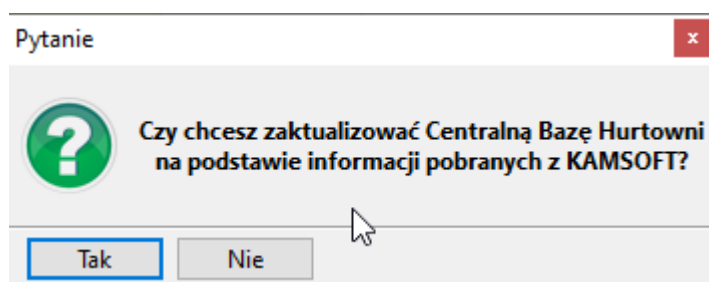 Pytanie
x
Czy chcesz zaktualizować Centralną Bazę Hurtowni
na podstawie informacji pobranych z KAMSOFT?
Tak Nie